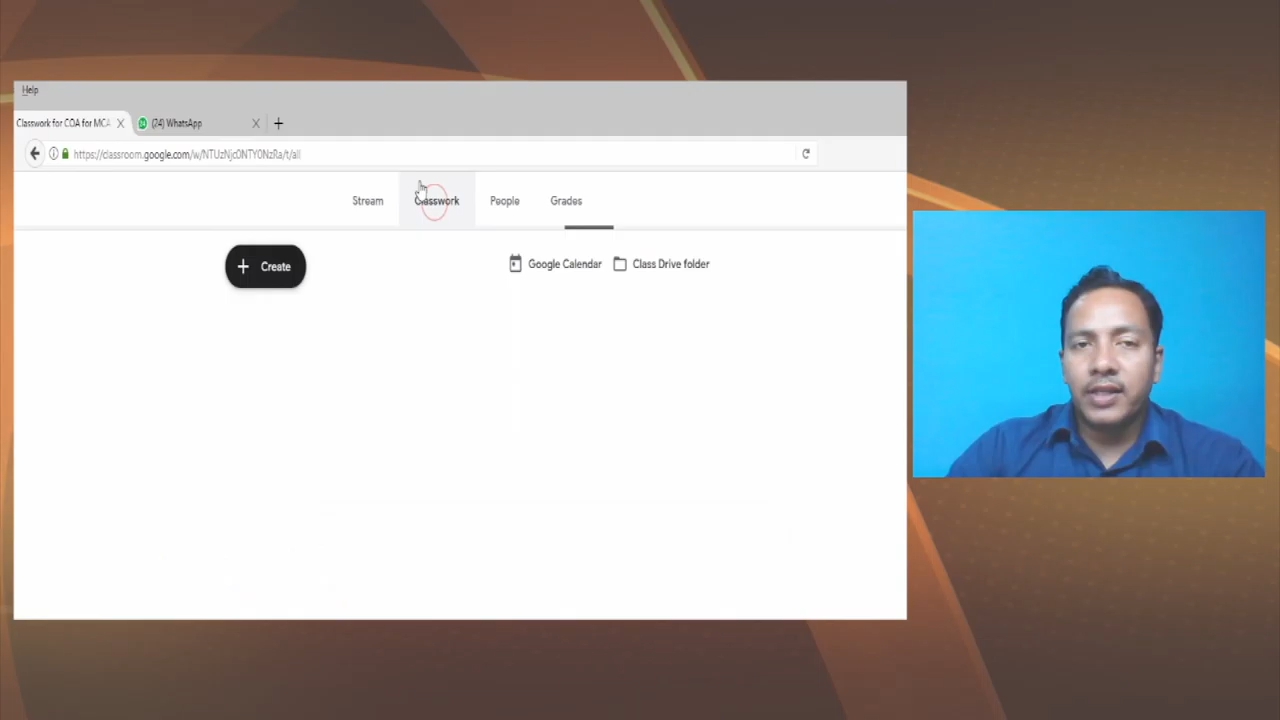 Help
Classwork for COA for MCA
(74) WhatsApp
https://classroom.google.com/w/NTUzNjc0NTY0NzRa/t/all
Stream Classwork People Grades
+ Create
Google Calendar Class Drive folder